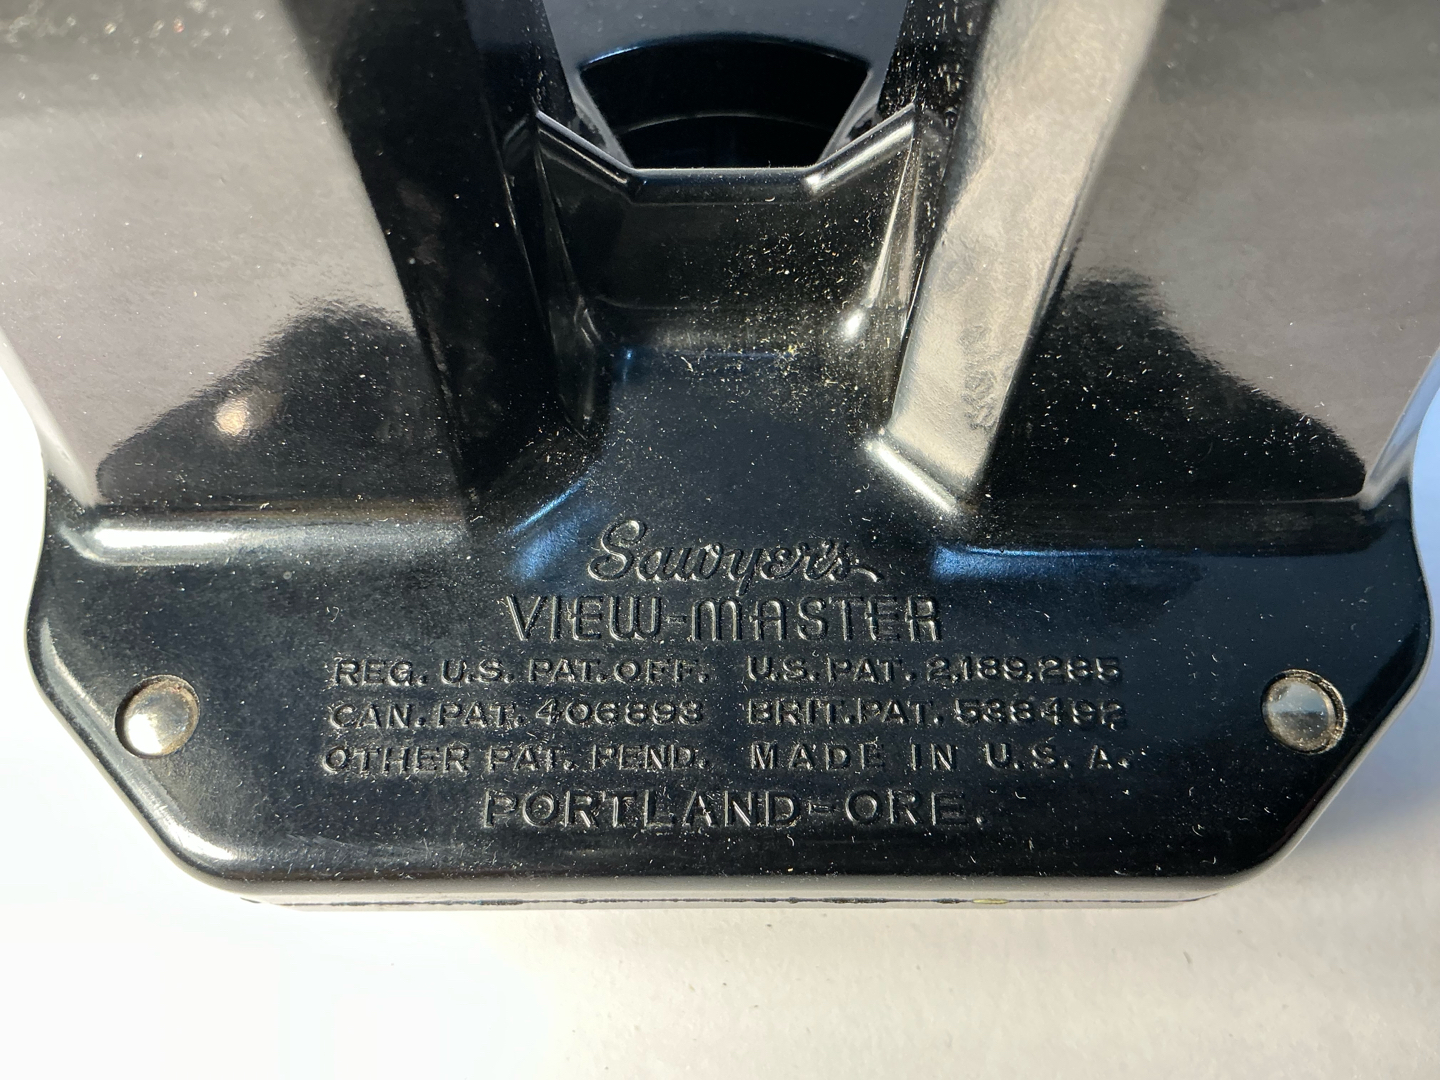 Sawyer's
VIEW-MASTER
REG. U.S. PAT. OFF. U.S. PAT. 2,189,285
CAN. PAT. 406893 BRIT. PAT. 538492
OTHER PAT. PEND. MADE IN U.S.A.
PORTLAND-ORE.